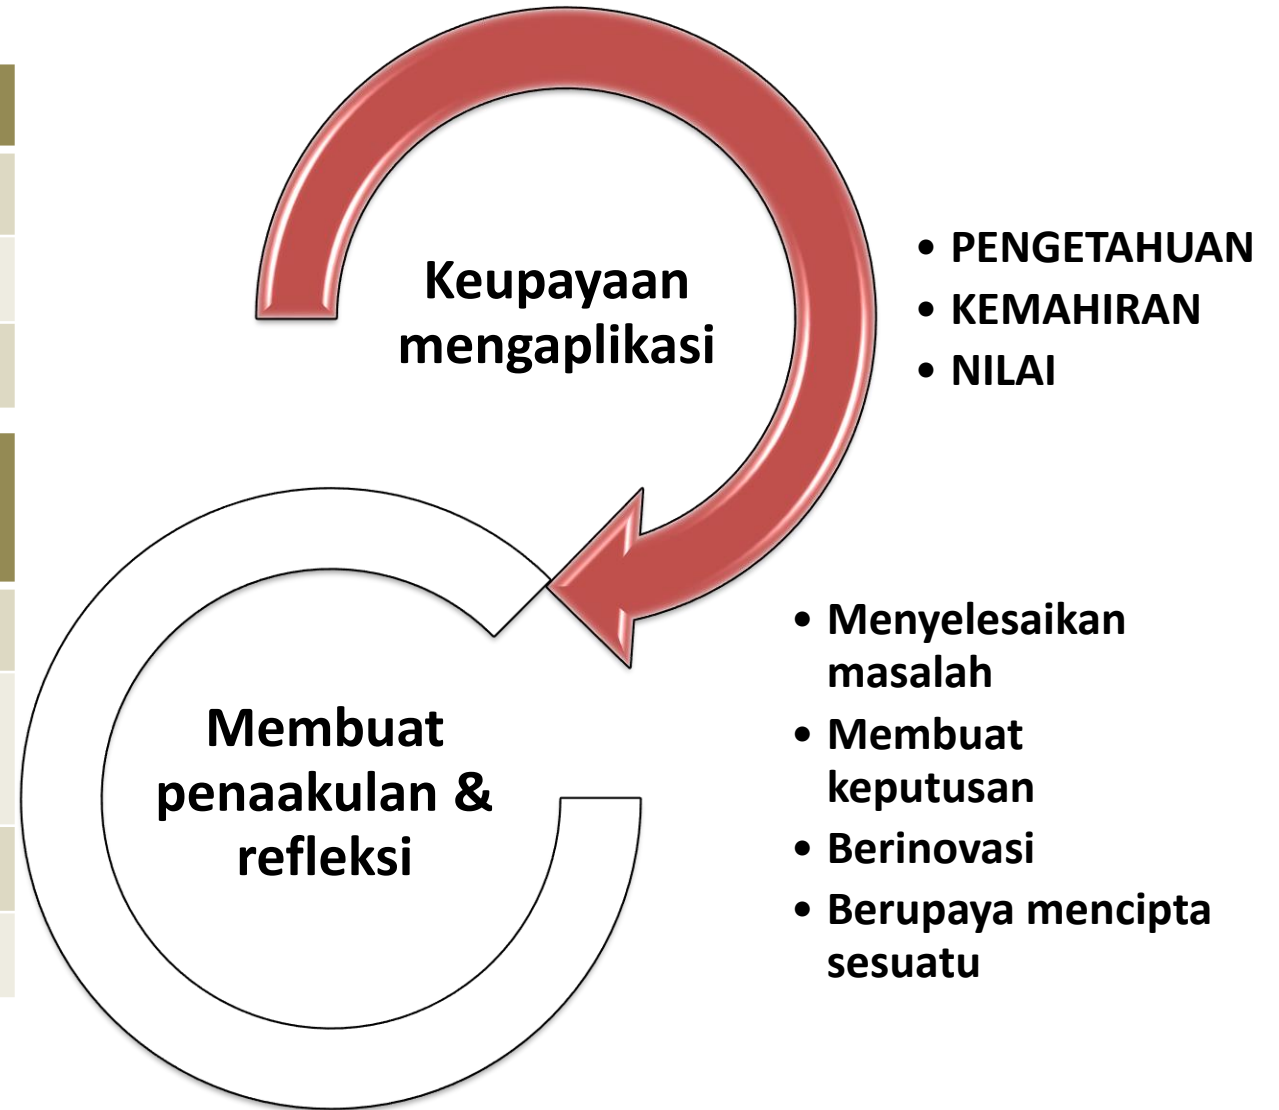 Keupayaan
mengaplikasi
• PENGETAHUAN
• KEMAHIRAN
• NILAI
Membuat
penaakulan &
refleksi
• Menyelesaikan
masalah
• Membuat
keputusan
• Berinovasi
• Berupaya mencipta
sesuatu